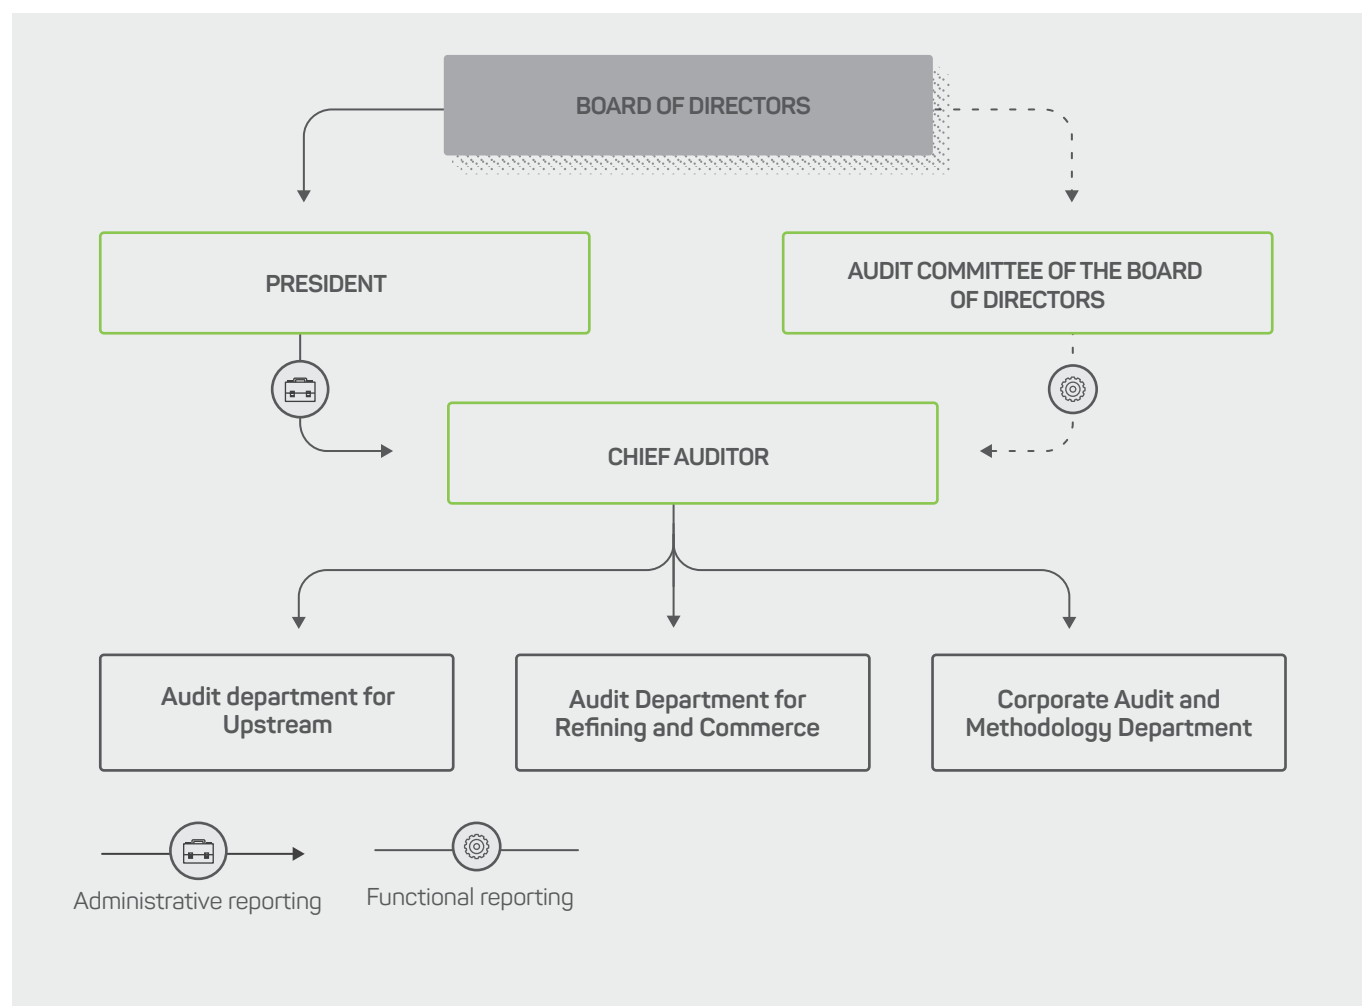 BOARD OF DIRECTORS
PRESIDENT
AUDIT COMMITTEE OF THE BOARD
OF DIRECTORS
CHIEF AUDITOR
Audit department for
Upstream
Audit Department for
Refining and Commerce
Corporate Audit and
Methodology Department
Administrative reporting
Functional reporting